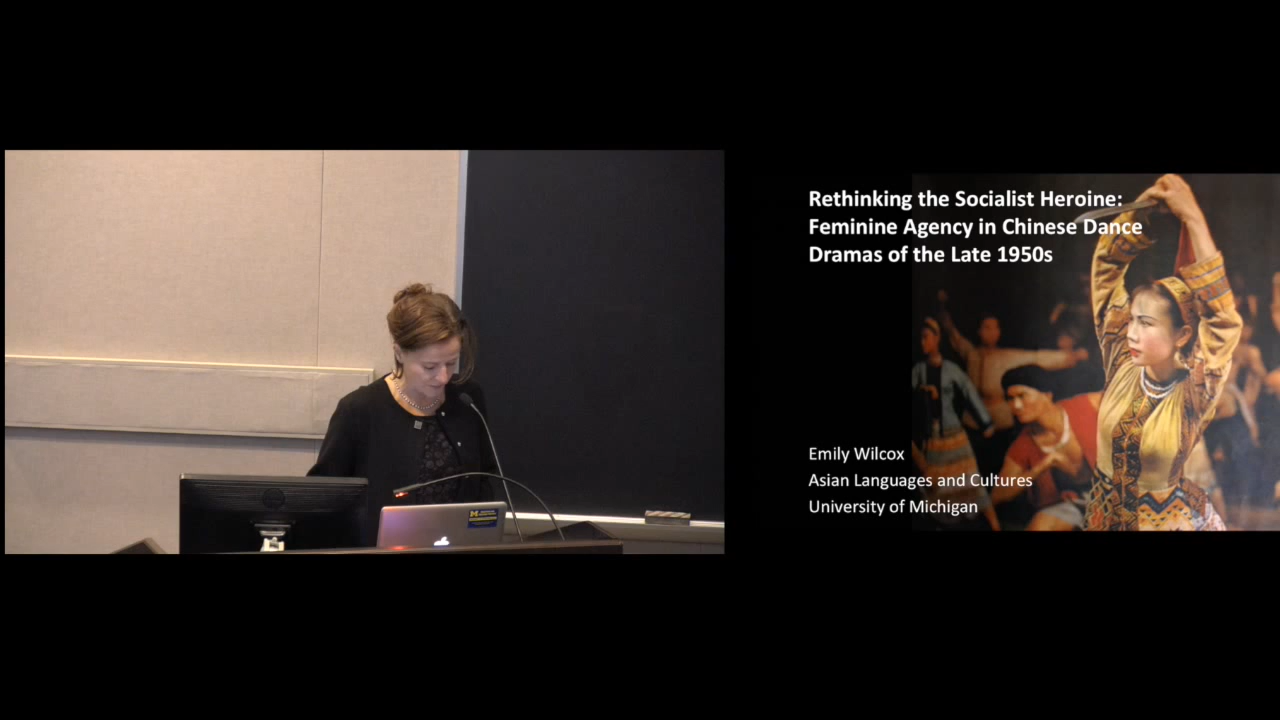 Rethinking the Socialist Heroine:
Feminine Agency in Chinese Dance
Dramas of the Late 1950s
Emily Wilcox
Asian Languages and Cultures
University of Michigan